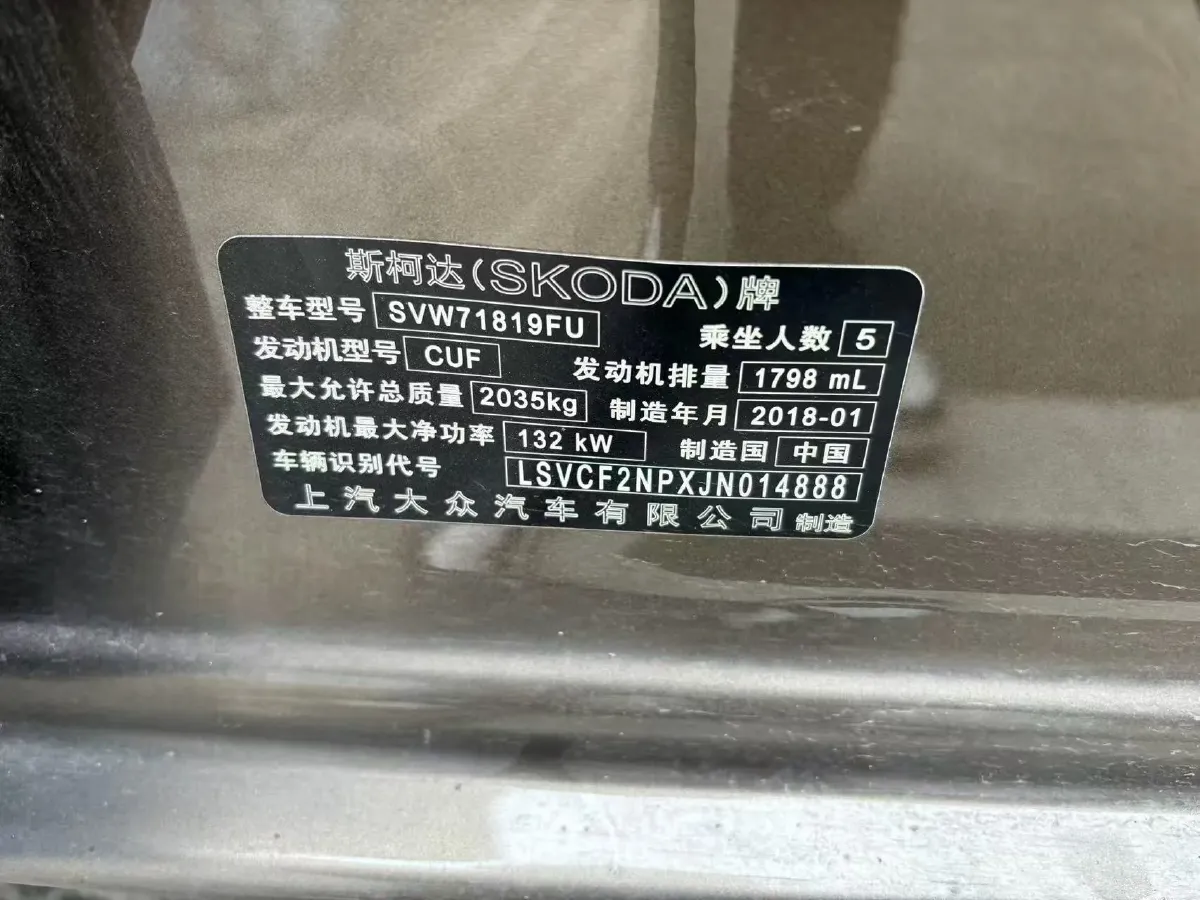 斯柯达(SKODA)牌
整车型号 SVW71819FU 乘坐人数 5
发动机型号 CUF 发动机排量 1798 mL
最大允许总质量 2035kg 制造年月 2018-01
发动机最大净功率 132 kW 制造国 中国
车辆识别代号 LSVCF2NPXJN014888
上汽大众汽车有限公司 制造